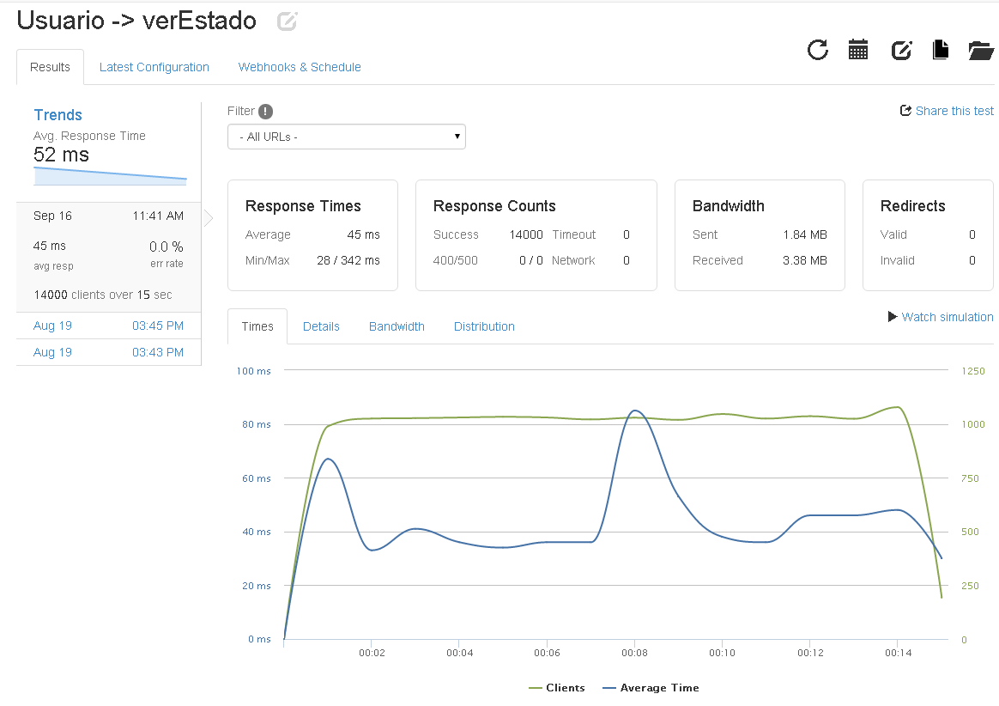 Usuario -> verEstado
Results Latest Configuration Webhooks & Schedule
Trends
Avg. Response Time
52 ms
Sep 16 11:41 AM
45 ms 0.0 %
avg resp err rate
14000 clients over 15 sec
Aug 19 03:45 PM
Aug 19 03:43 PM
Filter !
Share this test
- All URLs -
Response Times
Average 45 ms
Min/Max 28 / 342 ms
Response Counts
Success 14000 Timeout 0
400/500 0 / 0 Network 0
Bandwidth
Sent 1.84 MB
Received 3.38 MB
Redirects
Valid 0
Invalid 0
Watch simulation
Times Details Bandwidth Distribution
100 ms 1250
80 ms 1000
60 ms 750
40 ms 500
20 ms 250
0 ms 0
00:02 00:04 00:06 00:08 00:10 00:12 00:14
Clients Average Time